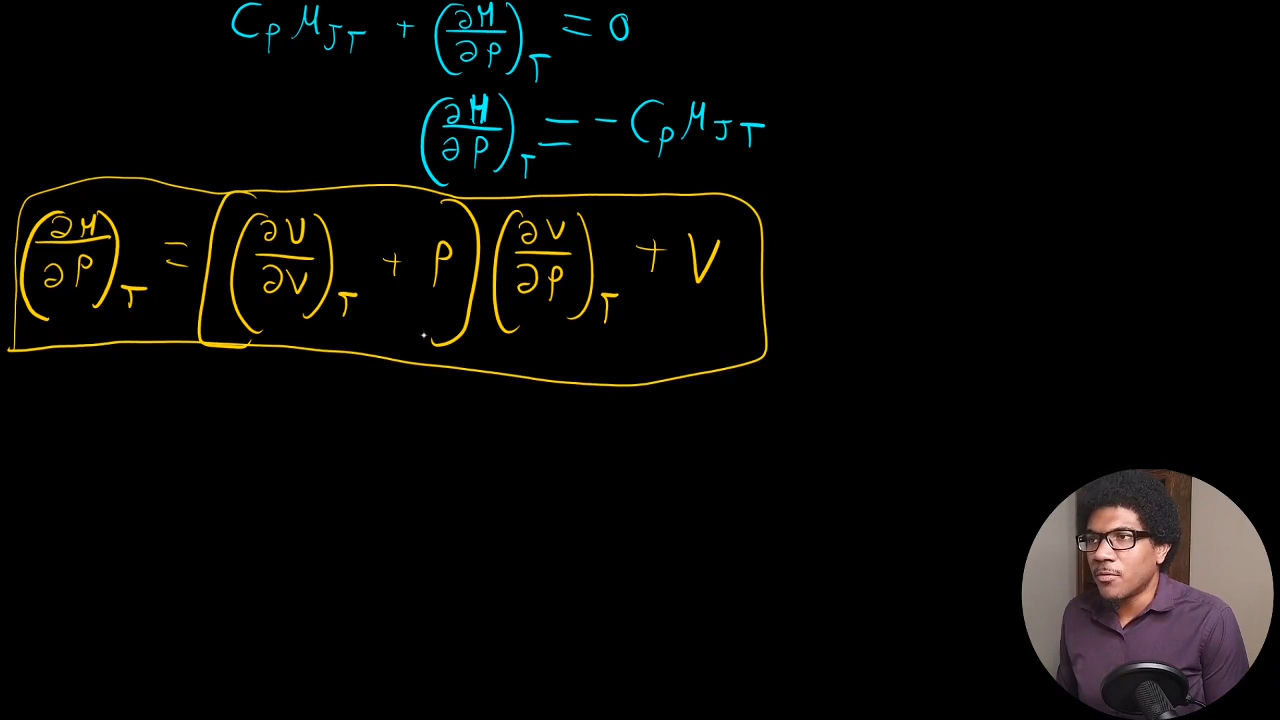 C_P μ_JT + (∂H/∂P)_T = 0
(∂H/∂P)_T = - C_P μ_JT
(∂H/∂P)_T = [(∂U/∂V)_T + P] (∂V/∂P)_T + V